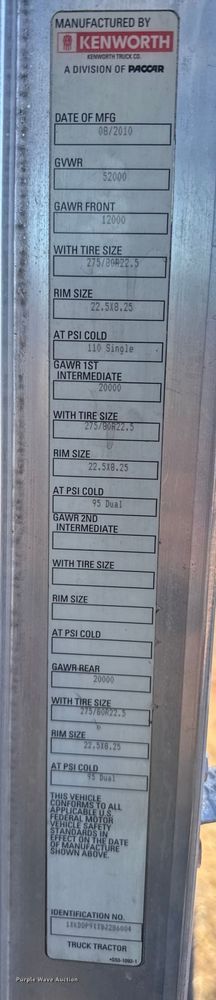 MANUFACTURED BY
KENWORTH
KENWORTH TRUCK CO.
A DIVISION OF PACCAR
DATE OF MFG
08/2010
GVWR
52000
GAWR FRONT
12000
WITH TIRE SIZE
275/80R22.5
RIM SIZE
22.5X8.25
AT PSI COLD
110 Single
GAWR 1ST
INTERMEDIATE
20000
WITH TIRE SIZE
275/80R22.5
RIM SIZE
22.5X8.25
AT PSI COLD
95 Dual
GAWR 2ND
INTERMEDIATE
WITH TIRE SIZE
RIM SIZE
AT PSI COLD
GAWR REAR
20000
WITH TIRE SIZE
275/80R22.5
RIM SIZE
22.5X8.25
AT PSI COLD
95 Dual
THIS VEHICLE
CONFORMS TO ALL
APPLICABLE U.S.
FEDERAL MOTOR
VEHICLE SAFETY
STANDARDS IN
EFFECT ON THE DATE
OF MANUFACTURE
SHOWN ABOVE.
IDENTIFICATION NO.
TRUCK TRACTOR
Purple Wave Auction